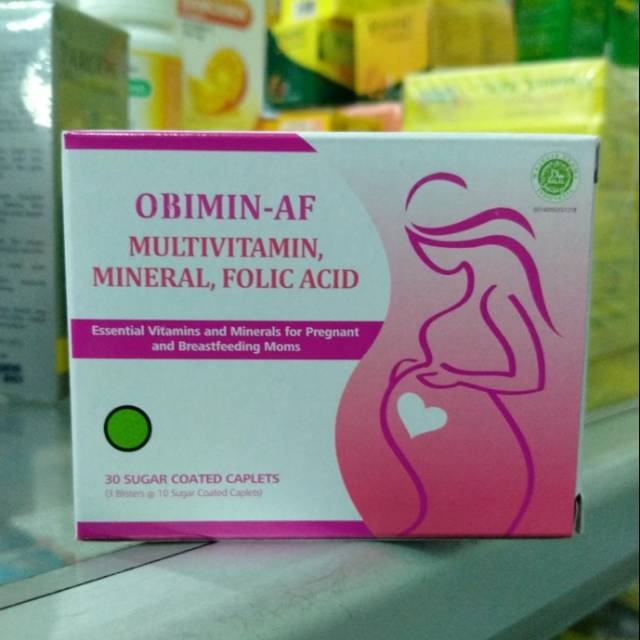 OBIMIN-AF
MULTIVITAMIN,
MINERAL, FOLIC ACID
Essential Vitamins and Minerals for Pregnant
and Breastfeeding Moms
30 SUGAR COATED CAPLETS
(3 Blisters @ 10 Sugar Coated Caplets)